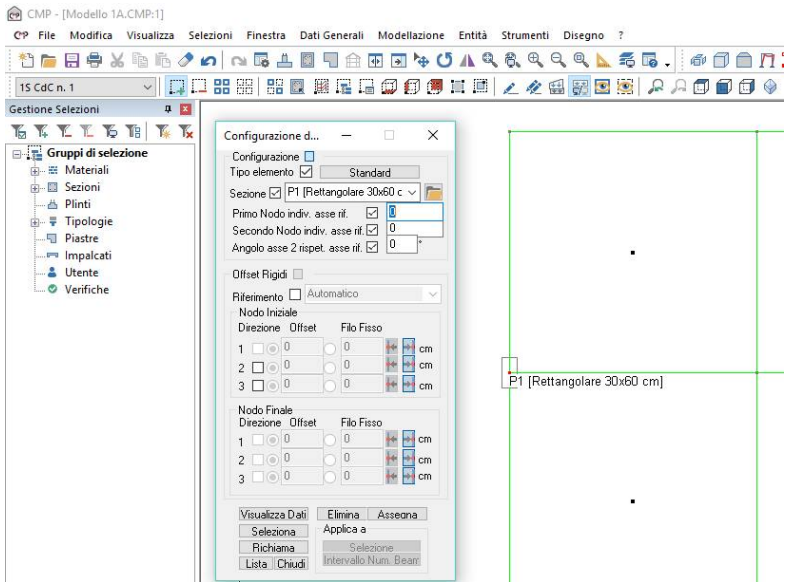 CMP - [Modello 1A.CMP:1]
CMP File Modifica Visualizza Selezioni Finestra Dati Generali Modellazione Entità Strumenti Disegno ?
1S CdC n. 1
Gestione Selezioni
Gruppi di selezione
Materiali
Sezioni
Plinti
Tipologie
Piastre
Impalcati
Utente
Verifiche
Configurazione d...
Configurazione
Tipo elemento Standard
Sezione P1 [Rettangolare 30x60 c
Primo Nodo indiv. asse rif. 0
Secondo Nodo indiv. asse rif. 0
Angolo asse 2 rispet. asse rif. 0 °
Offset Rigidi
Riferimento Automatico
Nodo Iniziale
Direzione Offset Filo Fisso
1 0 0 cm
2 0 0 cm
3 0 0 cm
Nodo Finale
Direzione Offset Filo Fisso
1 0 0 cm
2 0 0 cm
3 0 0 cm
Visualizza Dati Elimina Assegna
Seleziona Applica a
Richiama Selezione
Lista Chiudi Intervallo Num. Beam
P1 [Rettangolare 30x60 cm]